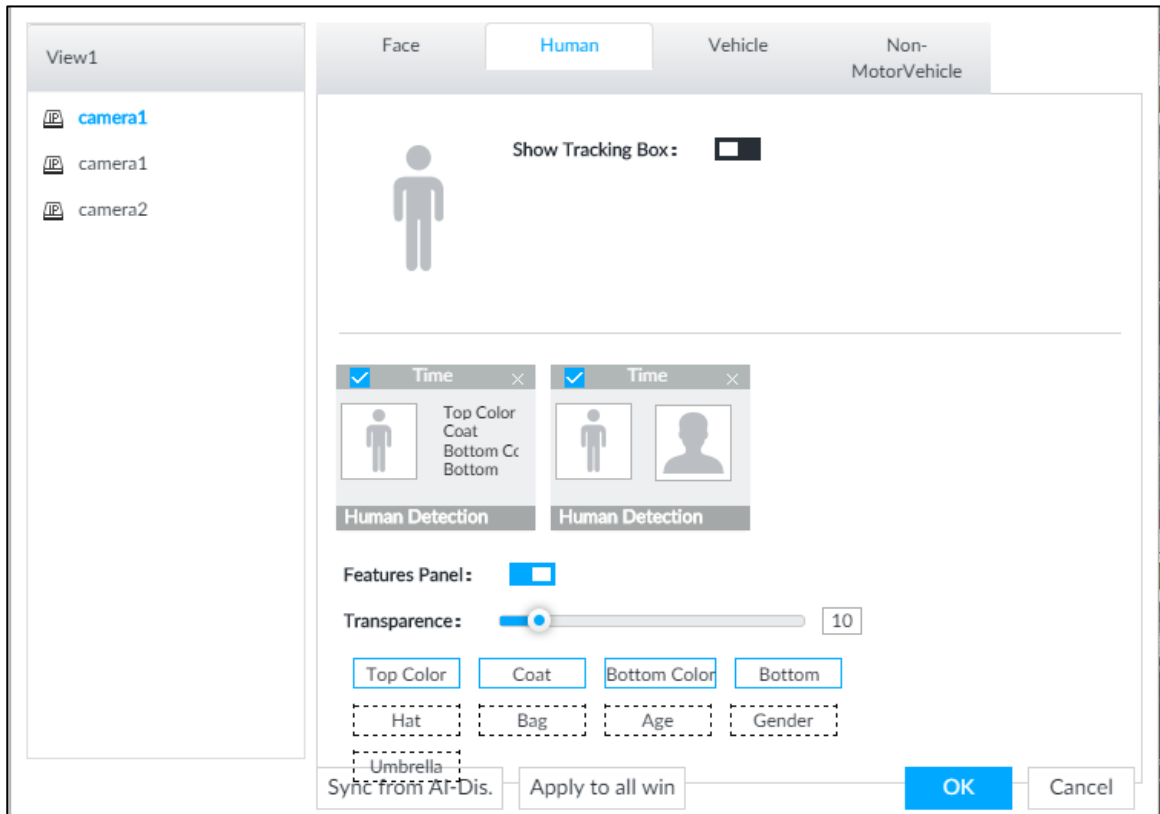 View1
camera1
camera1
camera2
Face
Human
Vehicle
Non-
MotorVehicle
Show Tracking Box :
Time
Top Color
Coat
Bottom Cc
Bottom
Human Detection
Time
Human Detection
Features Panel :
Transparence :
10
Top Color
Coat
Bottom Color
Bottom
Hat
Bag
Age
Gender
Umbrella
Sync from AI-Dis.
Apply to all win
OK
Cancel